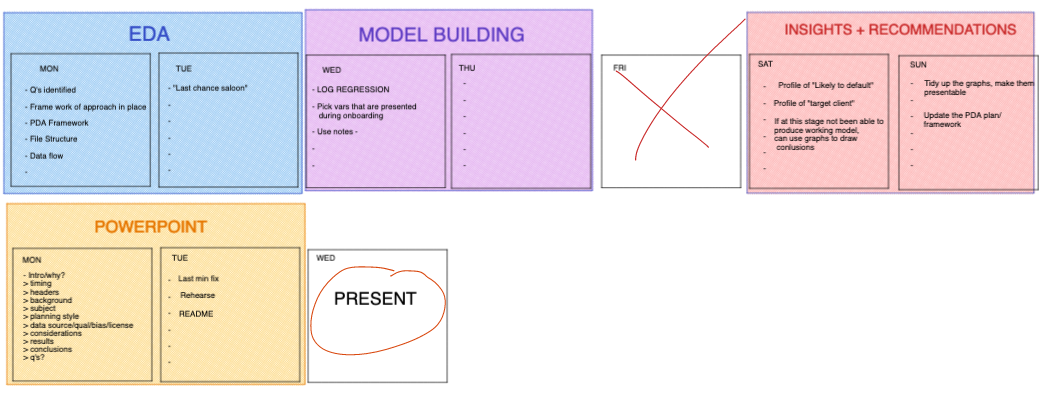 EDA
MON
- Q's identified
- Frame work of approach in place
- PDA Framework
- File Structure
- Data flow
-
TUE
- "Last chance saloon"
-
-
-
-
-
MODEL BUILDING
WED
- LOG REGRESSION
- Pick vars that are presented
during onboarding
- Use notes -
-
-
THU
-
-
-
-
-
-
FRI
INSIGHTS + RECOMMENDATIONS
SAT
- Profile of "Likely to default"
- Profile of "target client"
- If at this stage not been able to
produce working model,
can use graphs to draw
conlusions
-
-
SUN
- Tidy up the graphs, make them
presentable
-
- Update the PDA plan/
framework
-
-
-
POWERPOINT
MON
- Intro/why?
> timing
> headers
> background
> subject
> planning style
> data source/qual/bias/license
> considerations
> results
> conclusions
> q's?
TUE
- Last min fix
- Rehearse
- README
-
-
-
WED
PRESENT